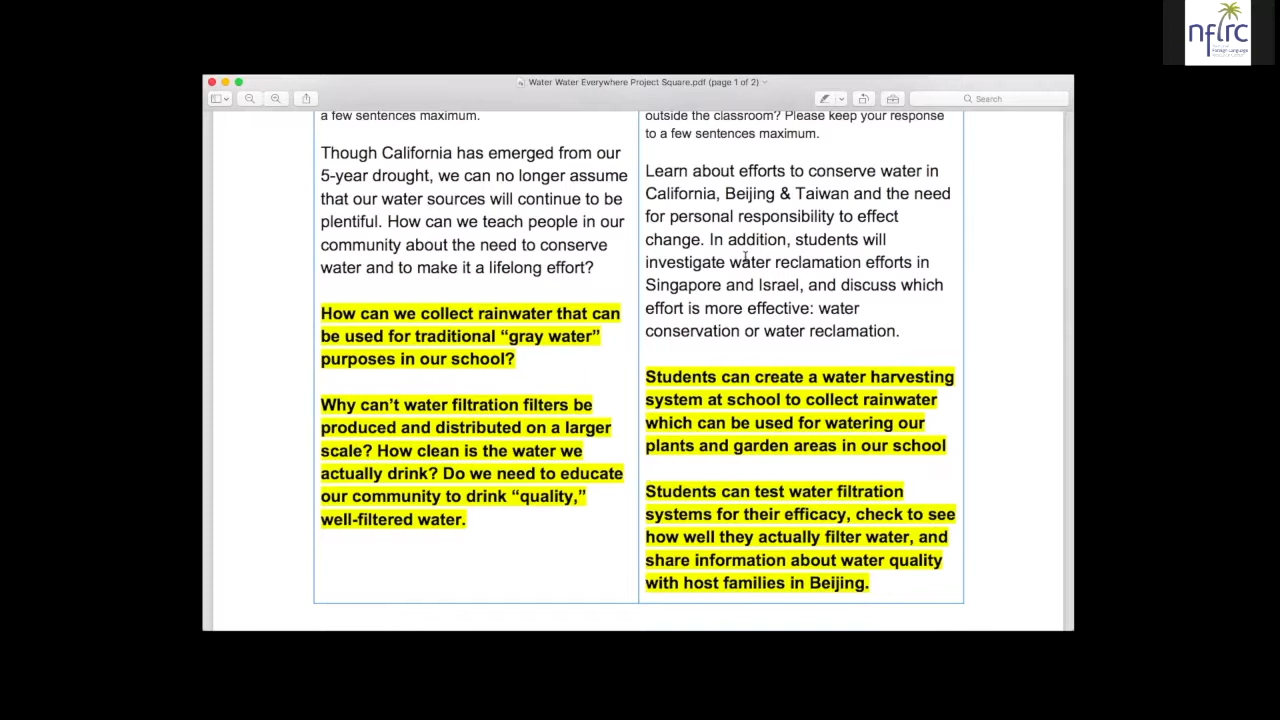 nflrc
Water Water Everywhere Project Square.pdf (page 1 of 2)
Search
a few sentences maximum.
Though California has emerged from our
5-year drought, we can no longer assume
that our water sources will continue to be
plentiful. How can we teach people in our
community about the need to conserve
water and to make it a lifelong effort?
How can we collect rainwater that can
be used for traditional “gray water”
purposes in our school?
Why can’t water filtration filters be
produced and distributed on a larger
scale? How clean is the water we
actually drink? Do we need to educate
our community to drink “quality,”
well-filtered water.
outside the classroom? Please keep your response
to a few sentences maximum.
Learn about efforts to conserve water in
California, Beijing & Taiwan and the need
for personal responsibility to effect
change. In addition, students will
investigate water reclamation efforts in
Singapore and Israel, and discuss which
effort is more effective: water
conservation or water reclamation.
Students can create a water harvesting
system at school to collect rainwater
which can be used for watering our
plants and garden areas in our school
Students can test water filtration
systems for their efficacy, check to see
how well they actually filter water, and
share information about water quality
with host families in Beijing.